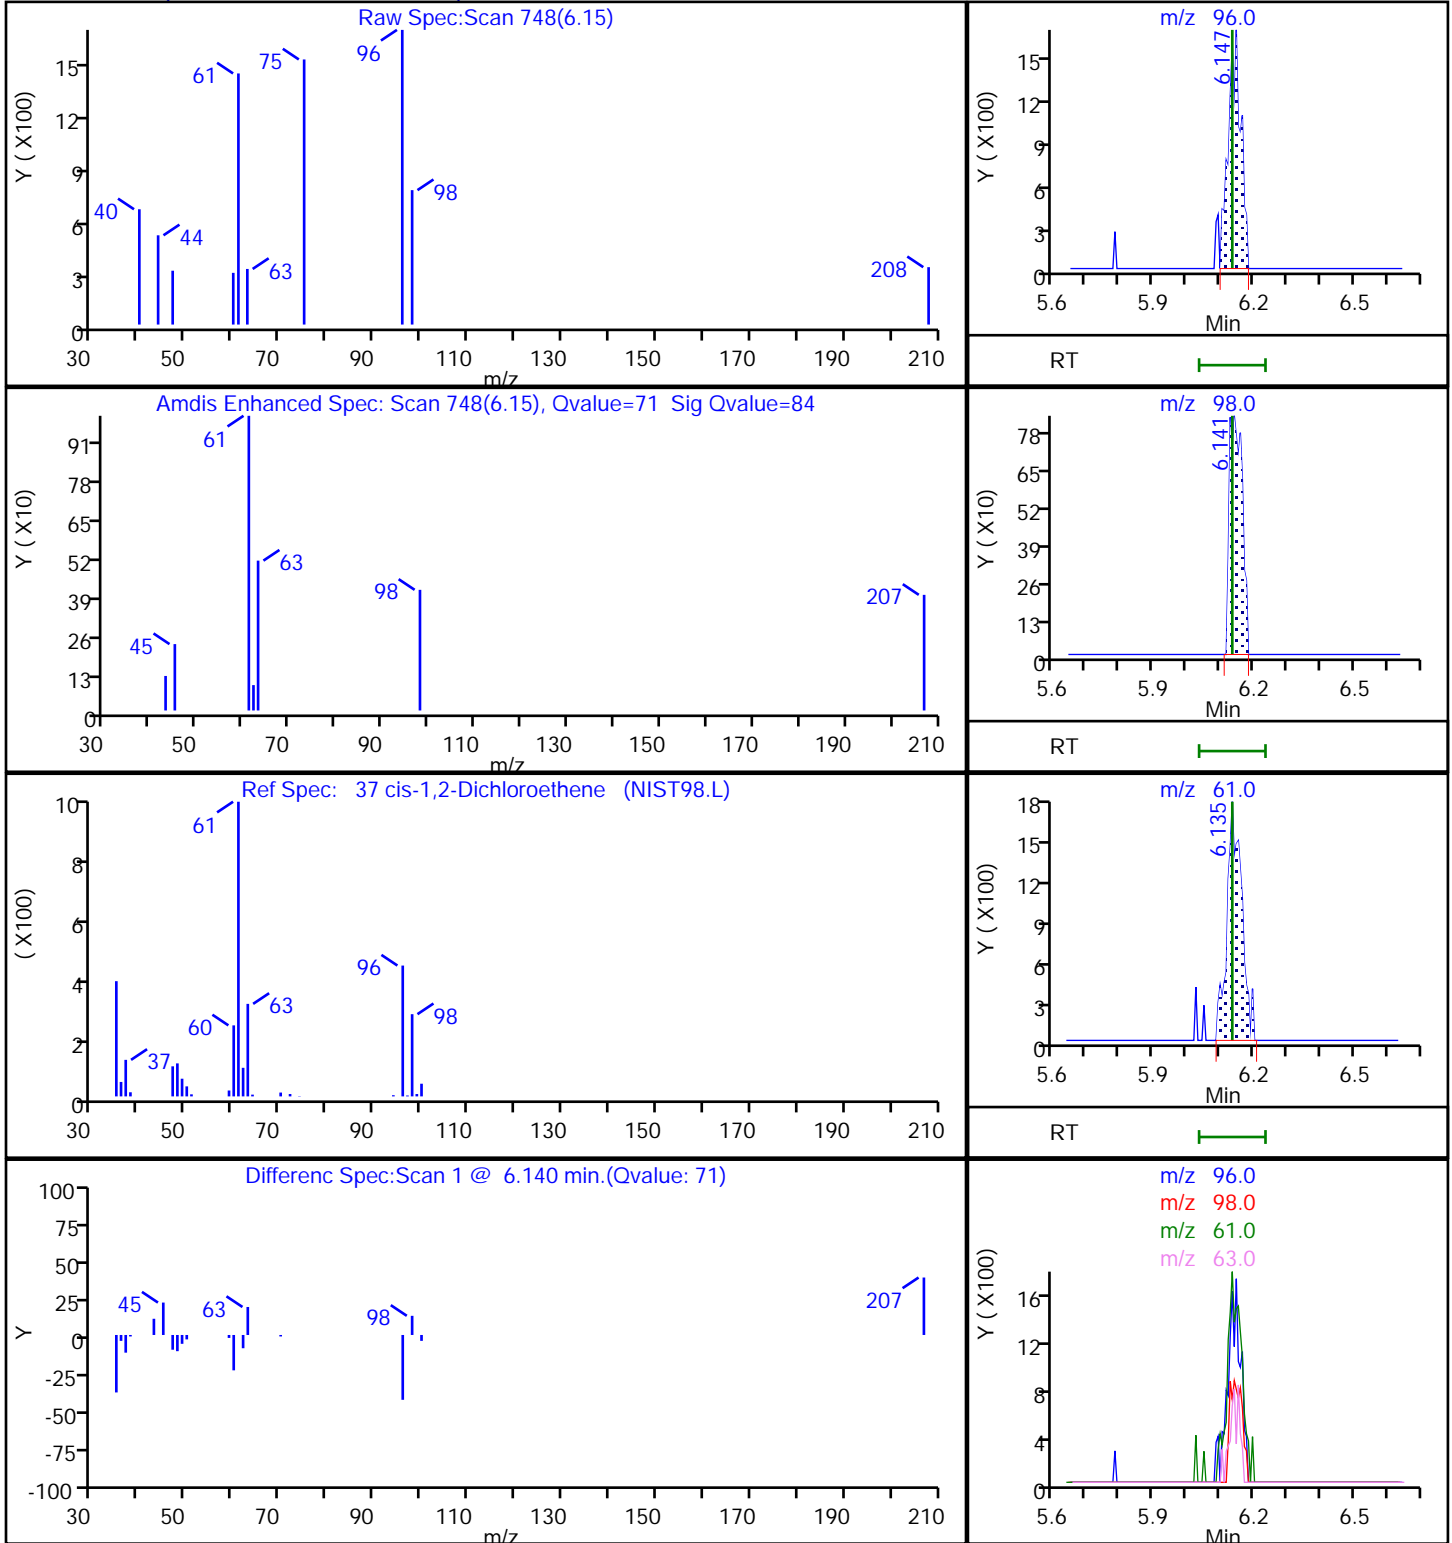 Raw Spec:Scan 748(6.15)
Y ( X100)
15
12
9
6
3
0
96
75
61
98
40
44
63
208
30 50 70 90 110 130 150 170 190 210
m/z
m/z 96.0
Y ( X100)
15
12
9
6
3
0
6.147
5.6 5.9 6.2 6.5
Min
RT
Amdis Enhanced Spec: Scan 748(6.15), Qvalue=71 Sig Qvalue=84
Y ( X10)
91
78
65
52
39
26
13
0
61
63
98
207
45
30 50 70 90 110 130 150 170 190 210
m/z
m/z 98.0
Y ( X10)
78
65
52
39
26
13
0
6.141
5.6 5.9 6.2 6.5
Min
RT
Ref Spec: 37 cis-1,2-Dichloroethene (NIST98.L)
( X100)
10
8
6
4
2
0
61
96
63
98
60
37
30 50 70 90 110 130 150 170 190 210
m/z 61.0
Y ( X100)
18
15
12
9
6
3
0
6.135
5.6 5.9 6.2 6.5
Min
RT
Differenc Spec:Scan 1 @ 6.140 min.(Qvalue: 71)
Y
100
75
50
25
0
-25
-50
-75
-100
45
63
98
207
30 50 70 90 110 130 150 170 190 210
m/z
m/z 96.0
m/z 98.0
m/z 61.0
m/z 63.0
Y ( X100)
16
12
8
4
0
5.6 5.9 6.2 6.5
Min